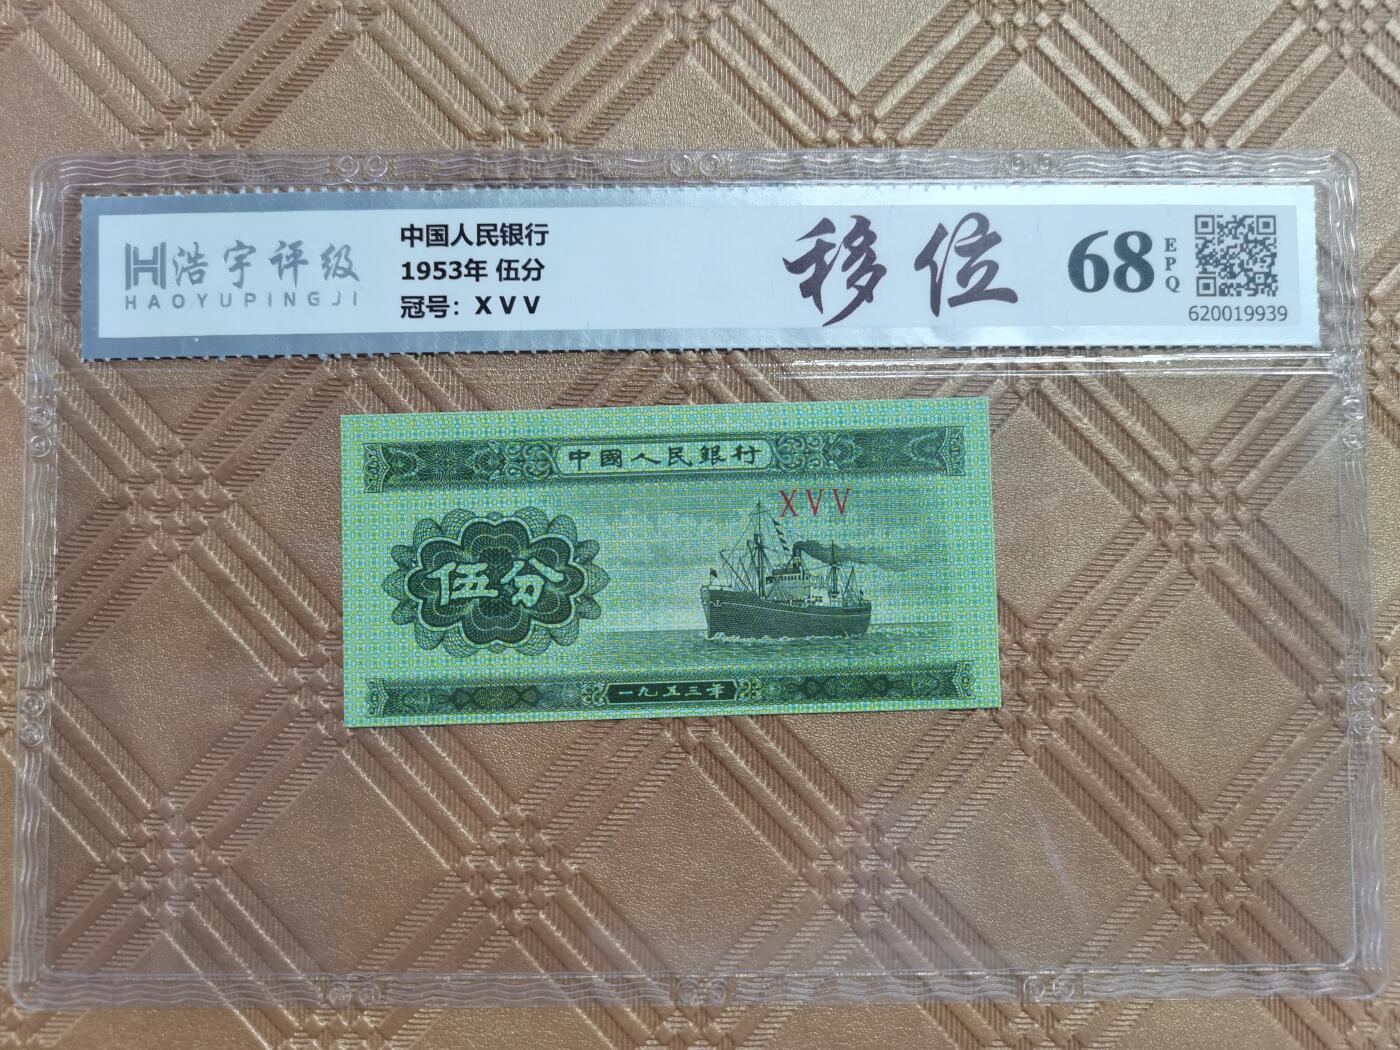 浩宇评级
HAOYUPINGJI
中国人民银行
1953年 伍分
冠号：XVV
移位
68
EPQ
620019939
中國人民銀行
XVV
伍分
一九五三年